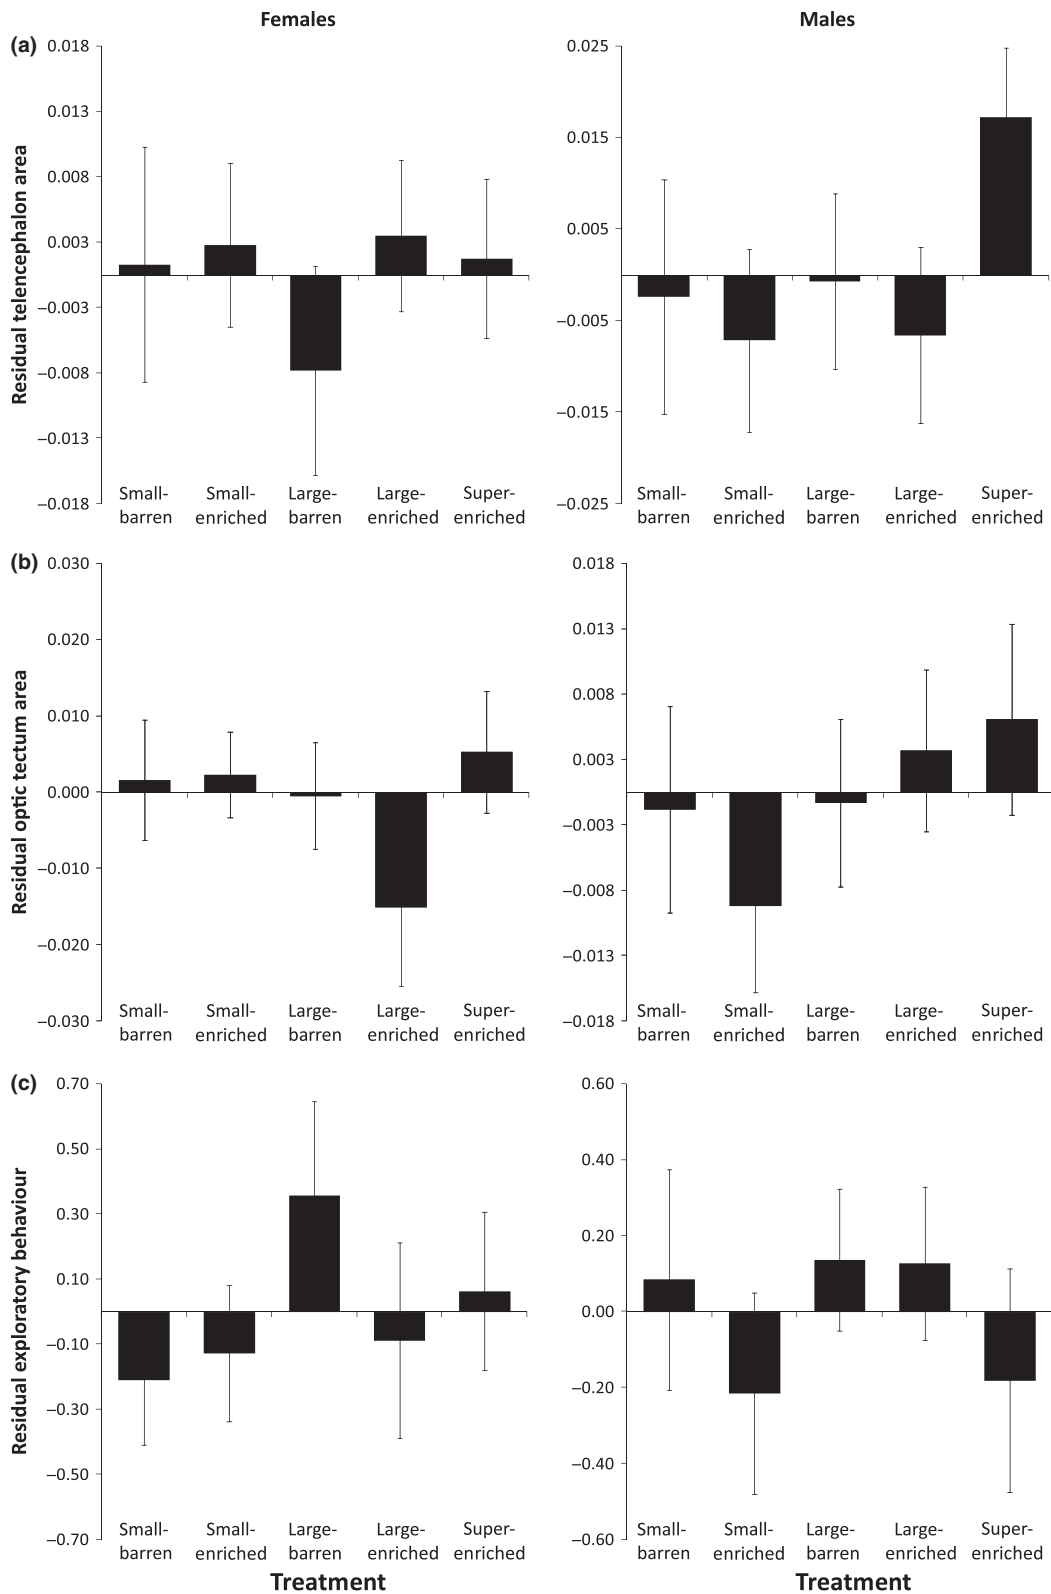 Females
Males
(a)
Residual telencephalon area
0.018
0.013
0.008
0.003
–0.003
–0.008
–0.013
–0.018
Small-
barren
Small-
enriched
Large-
barren
Large-
enriched
Super-
enriched
0.025
0.015
0.005
–0.005
–0.015
–0.025
Small-
barren
Small-
enriched
Large-
barren
Large-
enriched
Super-
enriched
(b)
Residual optic tectum area
0.030
0.020
0.010
0.000
–0.010
–0.020
–0.030
Small-
barren
Small-
enriched
Large-
barren
Large-
enriched
Super-
enriched
0.018
0.013
0.008
0.003
–0.003
–0.008
–0.013
–0.018
Small-
barren
Small-
enriched
Large-
barren
Large-
enriched
Super-
enriched
(c)
Residual exploratory behaviour
0.70
0.50
0.30
0.10
–0.10
–0.30
–0.50
–0.70
Small-
barren
Small-
enriched
Large-
barren
Large-
enriched
Super-
enriched
Treatment
0.60
0.40
0.20
0.00
–0.20
–0.40
–0.60
Small-
barren
Small-
enriched
Large-
barren
Large-
enriched
Super-
enriched
Treatment